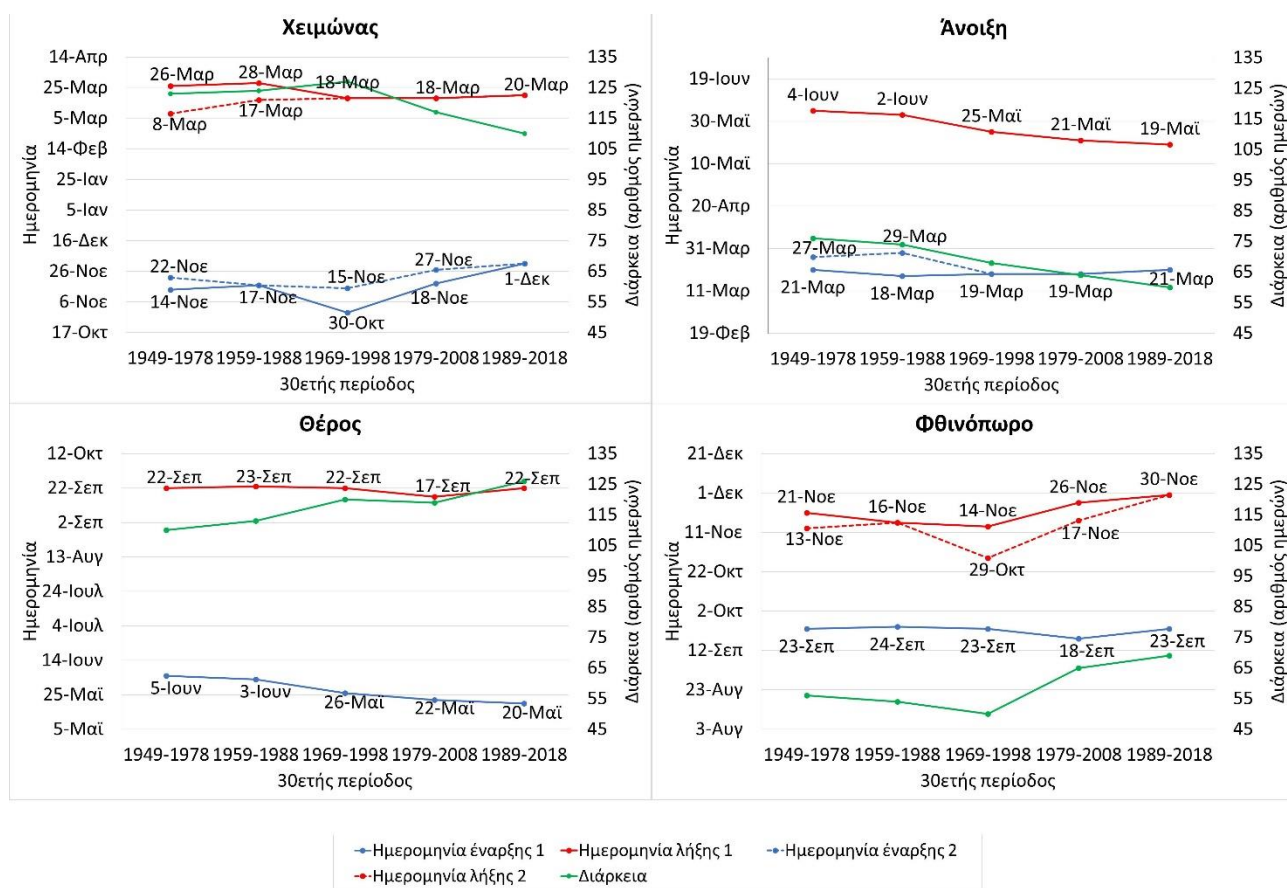 Χειμώνας
14-Απρ
25-Μαρ
5-Μαρ
14-Φεβ
25-Ιαν
5-Ιαν
16-Δεκ
26-Νοε
6-Νοε
17-Οκτ
Ημερομηνία
26-Μαρ
28-Μαρ
18-Μαρ
18-Μαρ
20-Μαρ
8-Μαρ
17-Μαρ
22-Νοε
14-Νοε
17-Νοε
15-Νοε
30-Οκτ
27-Νοε
18-Νοε
1-Δεκ
135
125
115
105
95
85
75
65
55
45
Διάρκεια (αριθμός ημερών)
1949-1978 1959-1988 1969-1998 1979-2008 1989-2018
30ετής περίοδος
Άνοιξη
19-Ιουν
30-Μαϊ
10-Μαϊ
20-Απρ
31-Μαρ
11-Μαρ
19-Φεβ
Ημερομηνία
4-Ιουν
2-Ιουν
25-Μαϊ
21-Μαϊ
19-Μαϊ
27-Μαρ
29-Μαρ
21-Μαρ
18-Μαρ
19-Μαρ
19-Μαρ
21-Μαρ
135
125
115
105
95
85
75
65
55
45
Διάρκεια (αριθμός ημερών)
1949-1978 1959-1988 1969-1998 1979-2008 1989-2018
30ετής περίοδος
Θέρος
12-Οκτ
22-Σεπ
2-Σεπ
13-Αυγ
24-Ιουλ
4-Ιουλ
14-Ιουν
25-Μαϊ
5-Μαϊ
Ημερομηνία
22-Σεπ
23-Σεπ
22-Σεπ
17-Σεπ
22-Σεπ
5-Ιουν
3-Ιουν
26-Μαϊ
22-Μαϊ
20-Μαϊ
135
125
115
105
95
85
75
65
55
45
Διάρκεια (αριθμός ημερών)
1949-1978 1959-1988 1969-1998 1979-2008 1989-2018
30ετής περίοδος
Φθινόπωρο
21-Δεκ
1-Δεκ
11-Νοε
22-Οκτ
2-Οκτ
12-Σεπ
23-Αυγ
3-Αυγ
Ημερομηνία
21-Νοε
16-Νοε
14-Νοε
26-Νοε
30-Νοε
13-Νοε
29-Οκτ
17-Νοε
23-Σεπ
24-Σεπ
23-Σεπ
18-Σεπ
23-Σεπ
135
125
115
105
95
85
75
65
55
45
Διάρκεια (αριθμός ημερών)
1949-1978 1959-1988 1969-1998 1979-2008 1989-2018
30ετής περίοδος
Ημερομηνία έναρξης 1 Ημερομηνία λήξης 1 Ημερομηνία έναρξης 2
Ημερομηνία λήξης 2 Διάρκεια